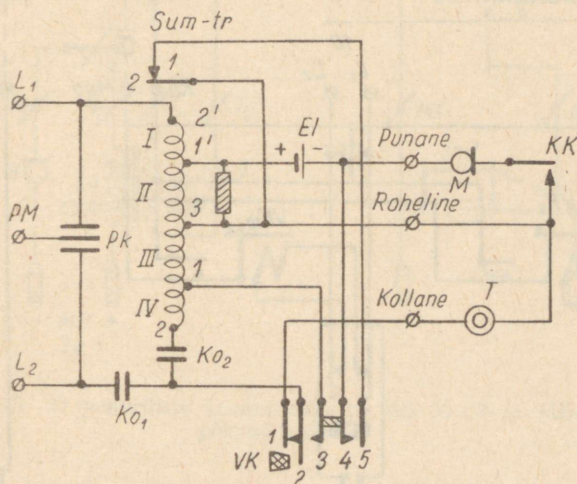 Sum-tr
1
2
L1
2'
I
1'
+ El -
Punane
KK
II
M
PM
pk
3
Roheline
III
1
Kollane
T
IV
2
Ko2
L2
Ko1
1
3 4 5
VK
2